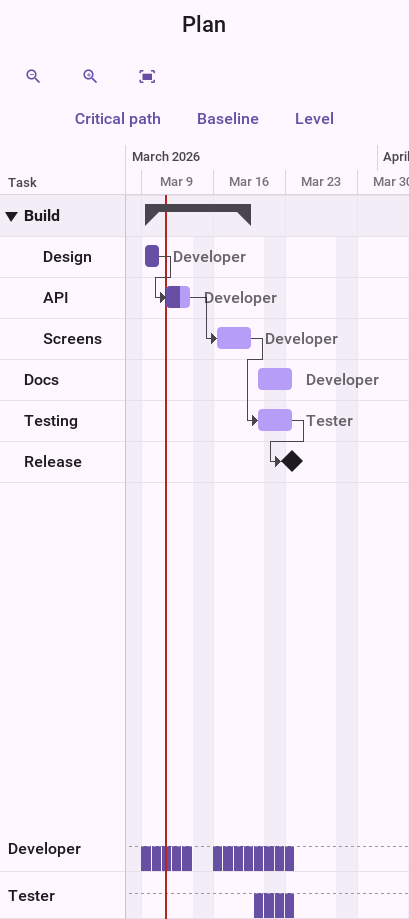 Plan
Critical path Baseline Level
March 2026 April
Task Mar 9 Mar 16 Mar 23 Mar 30
Build
Design Developer
API Developer
Screens Developer
Docs Developer
Testing Tester
Release
Developer
Tester